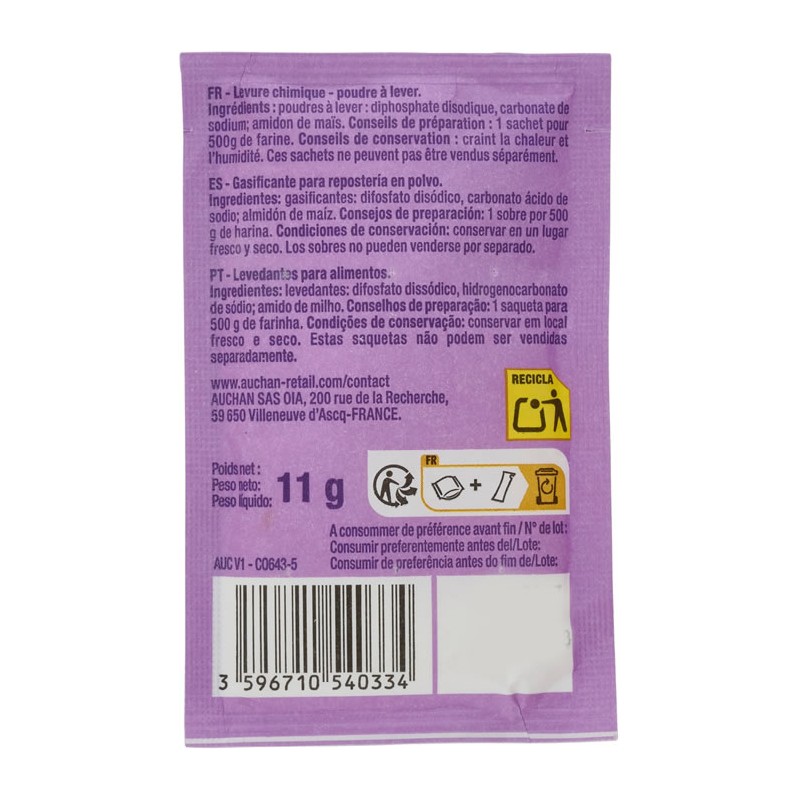 FR - Levure chimique - poudre à lever.
Ingrédients : poudres à lever : diphosphate disodique, carbonate de
sodium; amidon de maïs. Conseils de préparation : 1 sachet pour
500g de farine. Conseils de conservation : craint la chaleur et
l'humidité. Ces sachets ne peuvent pas être vendus séparément.
ES - Gasificante para repostería en polvo.
Ingredientes: gasificantes: difosfato disódico, carbonato ácido de
sodio; almidón de maíz. Consejos de preparación: 1 sobre por 500
g de harina. Condiciones de conservación: conservar en un lugar
fresco y seco. Los sobres no pueden venderse por separado.
PT - Levedantes para alimentos.
Ingredientes: levedantes: difosfato dissódico, hidrogenocarbonato
de sódio; amido de milho. Conselhos de preparação: 1 saqueta para
500 g de farinha. Condições de conservação: conservar em local
fresco e seco. Estas saquetas não podem ser vendidas
separadamente.
www.auchan-retail.com/contact
AUCHAN SAS OIA, 200 rue de la Recherche,
59 650 Villeneuve d'Ascq-FRANCE.
RECICLA
Poids net :
Peso neto:
Peso líquido:
11 g
FR
+
A consommer de préférence avant fin / N° de lot:
Consumir preferentemente antes del/Lote:
Consumir de preferência antes do fim de/Lote:
AUC V1 - C0643-5
3 596710 540334